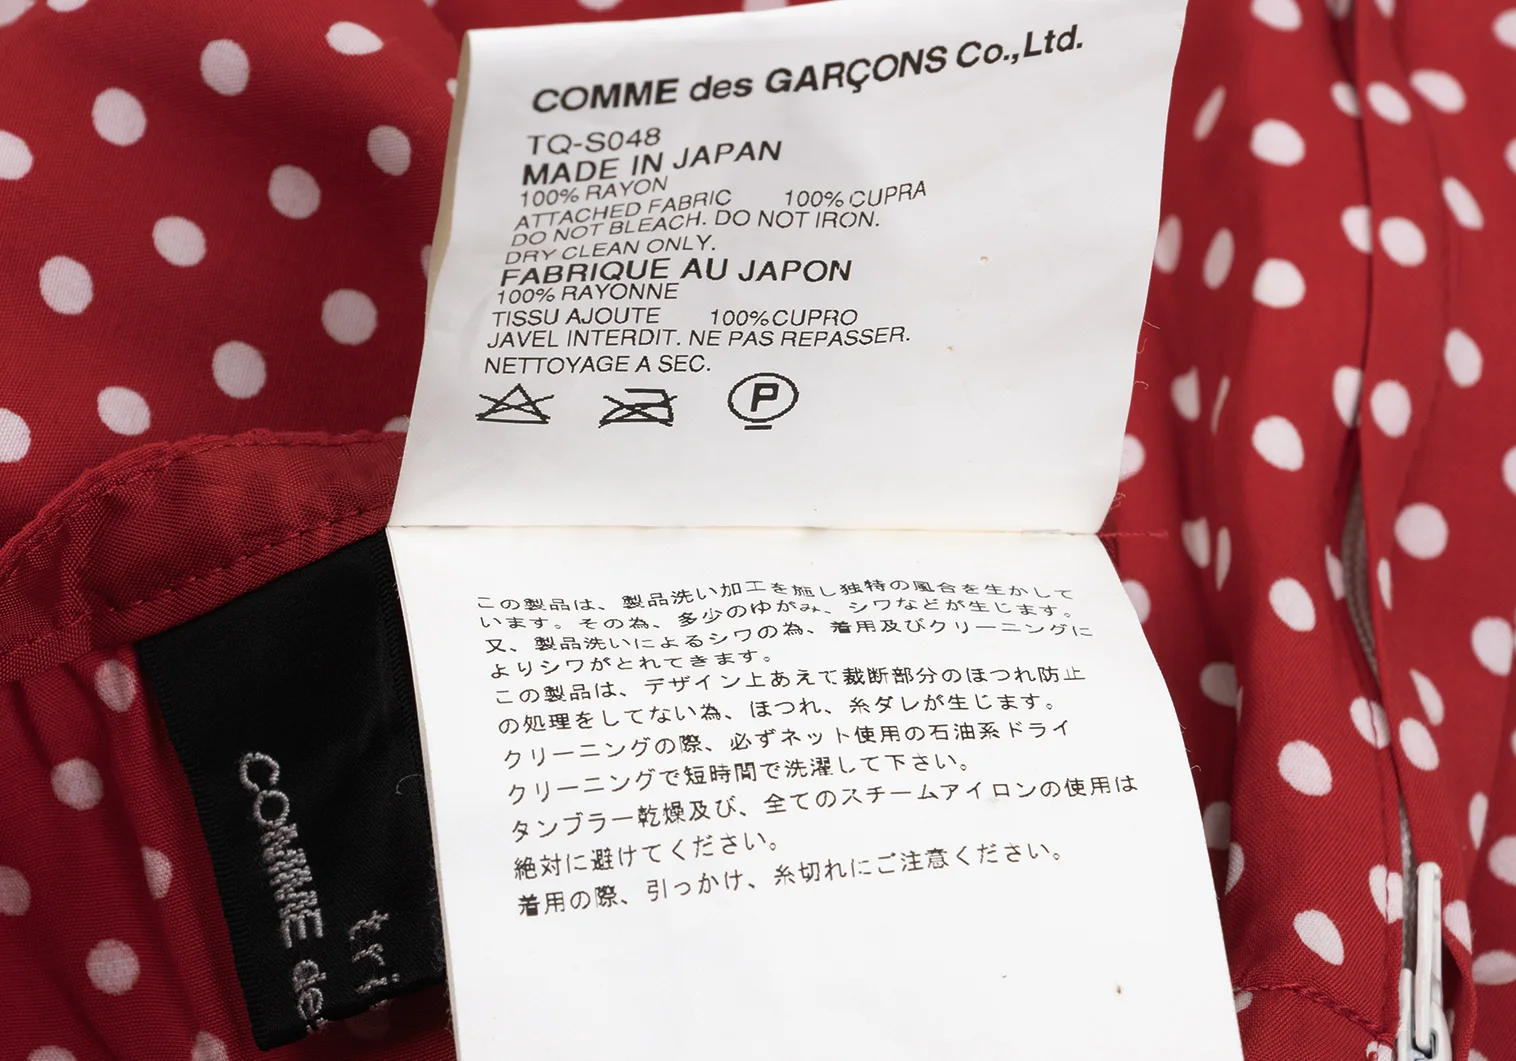 COMME des GARÇONS Co.,Ltd.
TQ-S048
MADE IN JAPAN
100% RAYON
ATTACHED FABRIC 100% CUPRA
DO NOT BLEACH. DO NOT IRON.
DRY CLEAN ONLY.
FABRIQUE AU JAPON
100% RAYONNE
TISSU AJOUTE 100%CUPRO
JAVEL INTERDIT. NE PAS REPASSER.
NETTOYAGE A SEC.
P
この製品は、製品洗い加工を施し独特の風合を生かして
います。その為、多少のゆがみ、シワなどが生じます。
又、製品洗いによるシワの為、着用及びクリーニングに
よりシワがとれてきます。
この製品は、デザイン上あえて裁断部分のほつれ防止
の処理をしてない為、ほつれ、糸ダレが生じます。
クリーニングの際、必ずネット使用の石油系ドライ
クリーニングで短時間で洗濯して下さい。
タンブラー乾燥及び、全てのスチームアイロンの使用は
絶対に避けてください。
着用の際、引っかけ、糸切れにご注意ください。
tri
COMME des